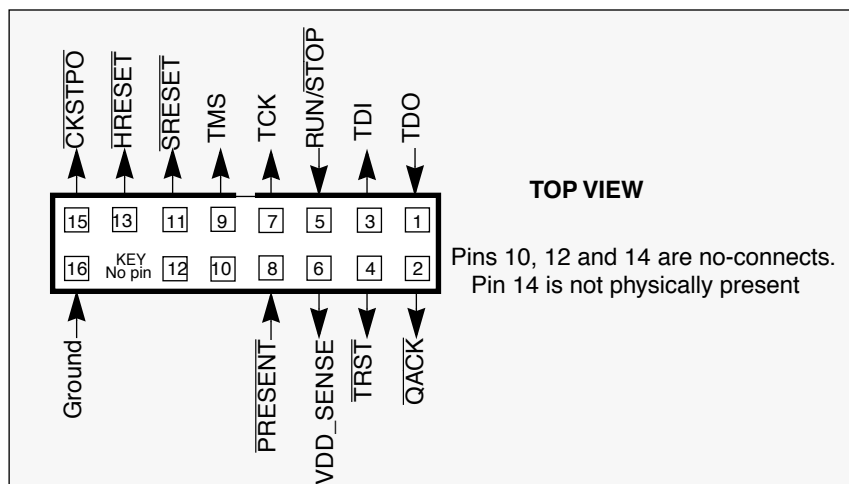 CKSTPO
HRESET
SRESET
TMS
TCK
RUN/STOP
TDI
TDO
TOP VIEW
15 13 11 9 7 5 3 1
16 KEY No pin 12 10 8 6 4 2
Pins 10, 12 and 14 are no-connects.
Pin 14 is not physically present
Ground
PRESENT
VDD_SENSE
TRST
QACK